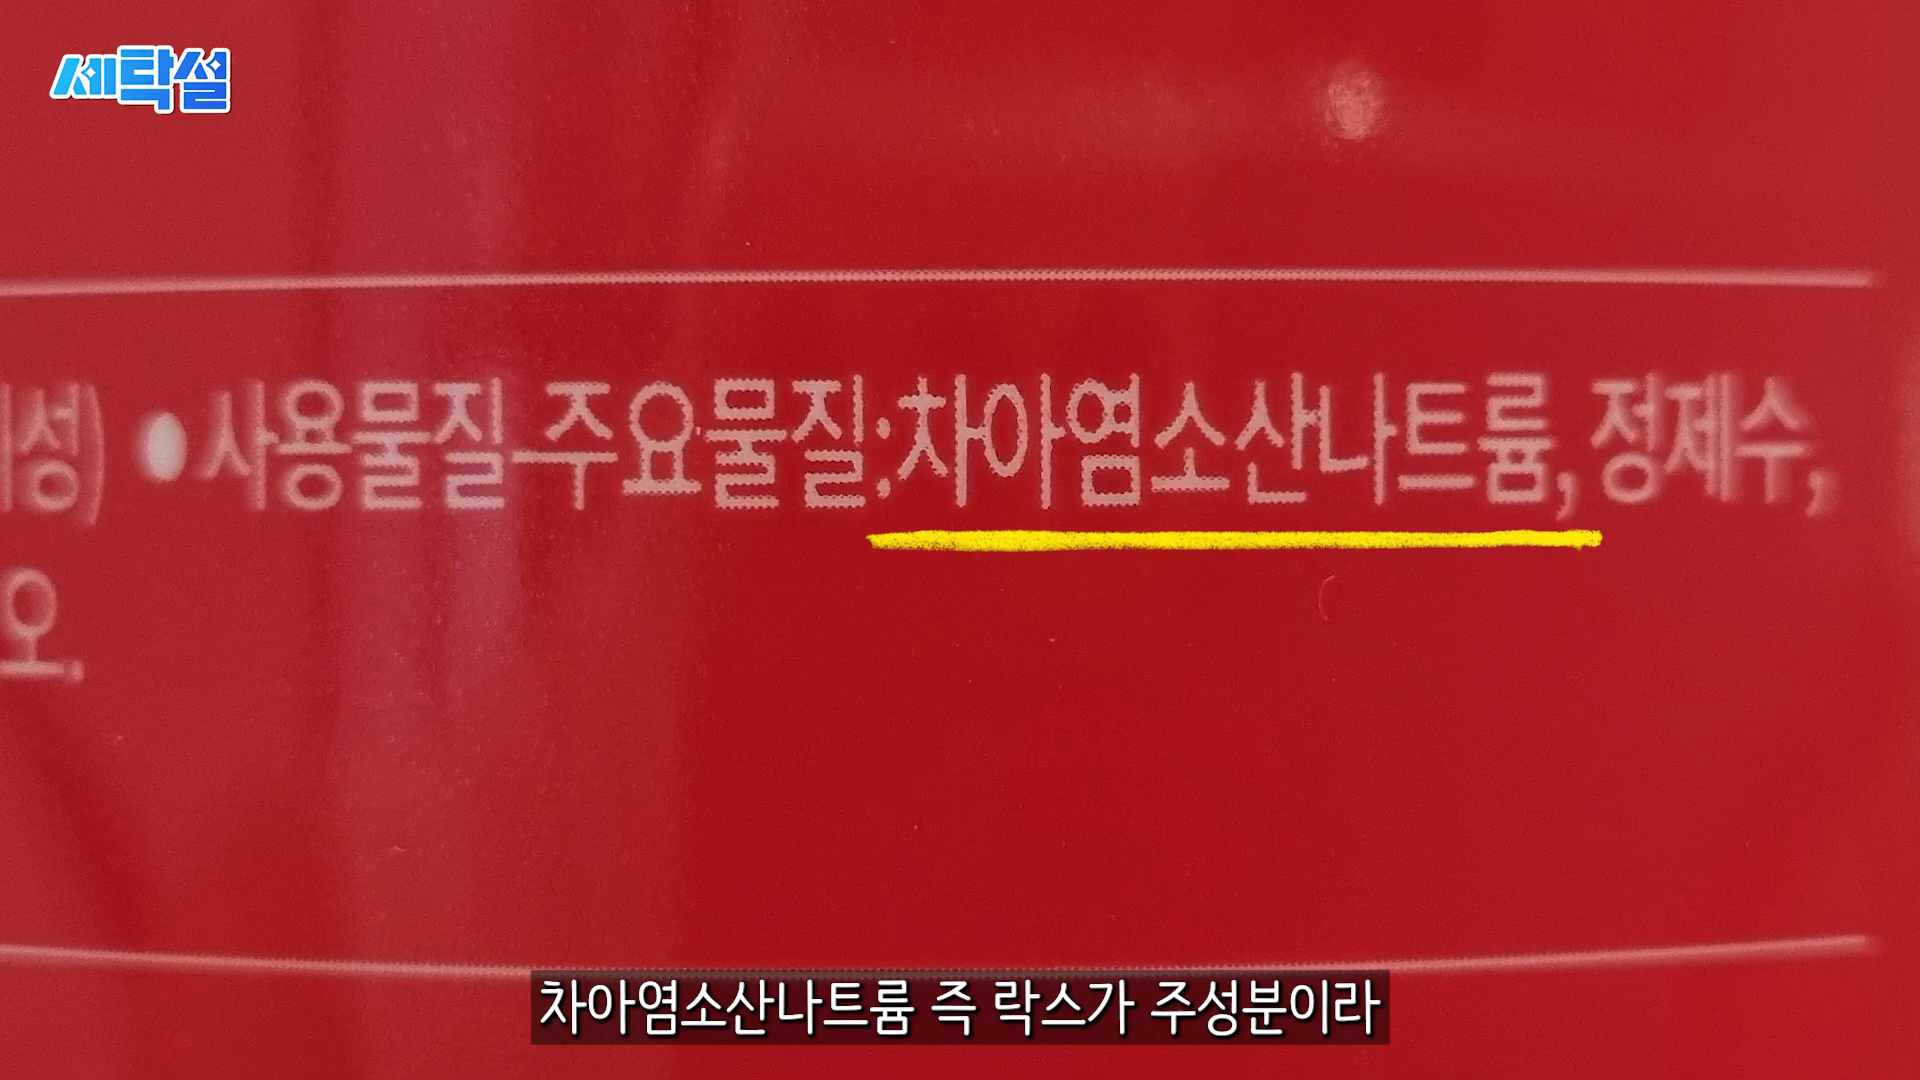 세탁설
성) ●사용물질-주요물질:차아염소산나트륨, 정제수,
오.
차아염소산나트륨 즉 락스가 주성분이라